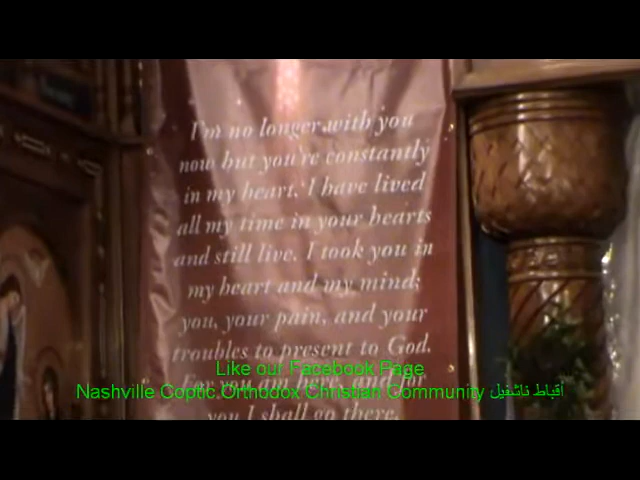 I'm no longer with you
now but you're constantly
in my heart. I have lived
all my time in your hearts
and still live. I took you in
my heart and my mind;
you, your pain, and your
troubles to present to God.
For you
you I shall go there.
Like our Facebook Page
Nashville Coptic Orthodox Christian Community أقباط ناشفيل